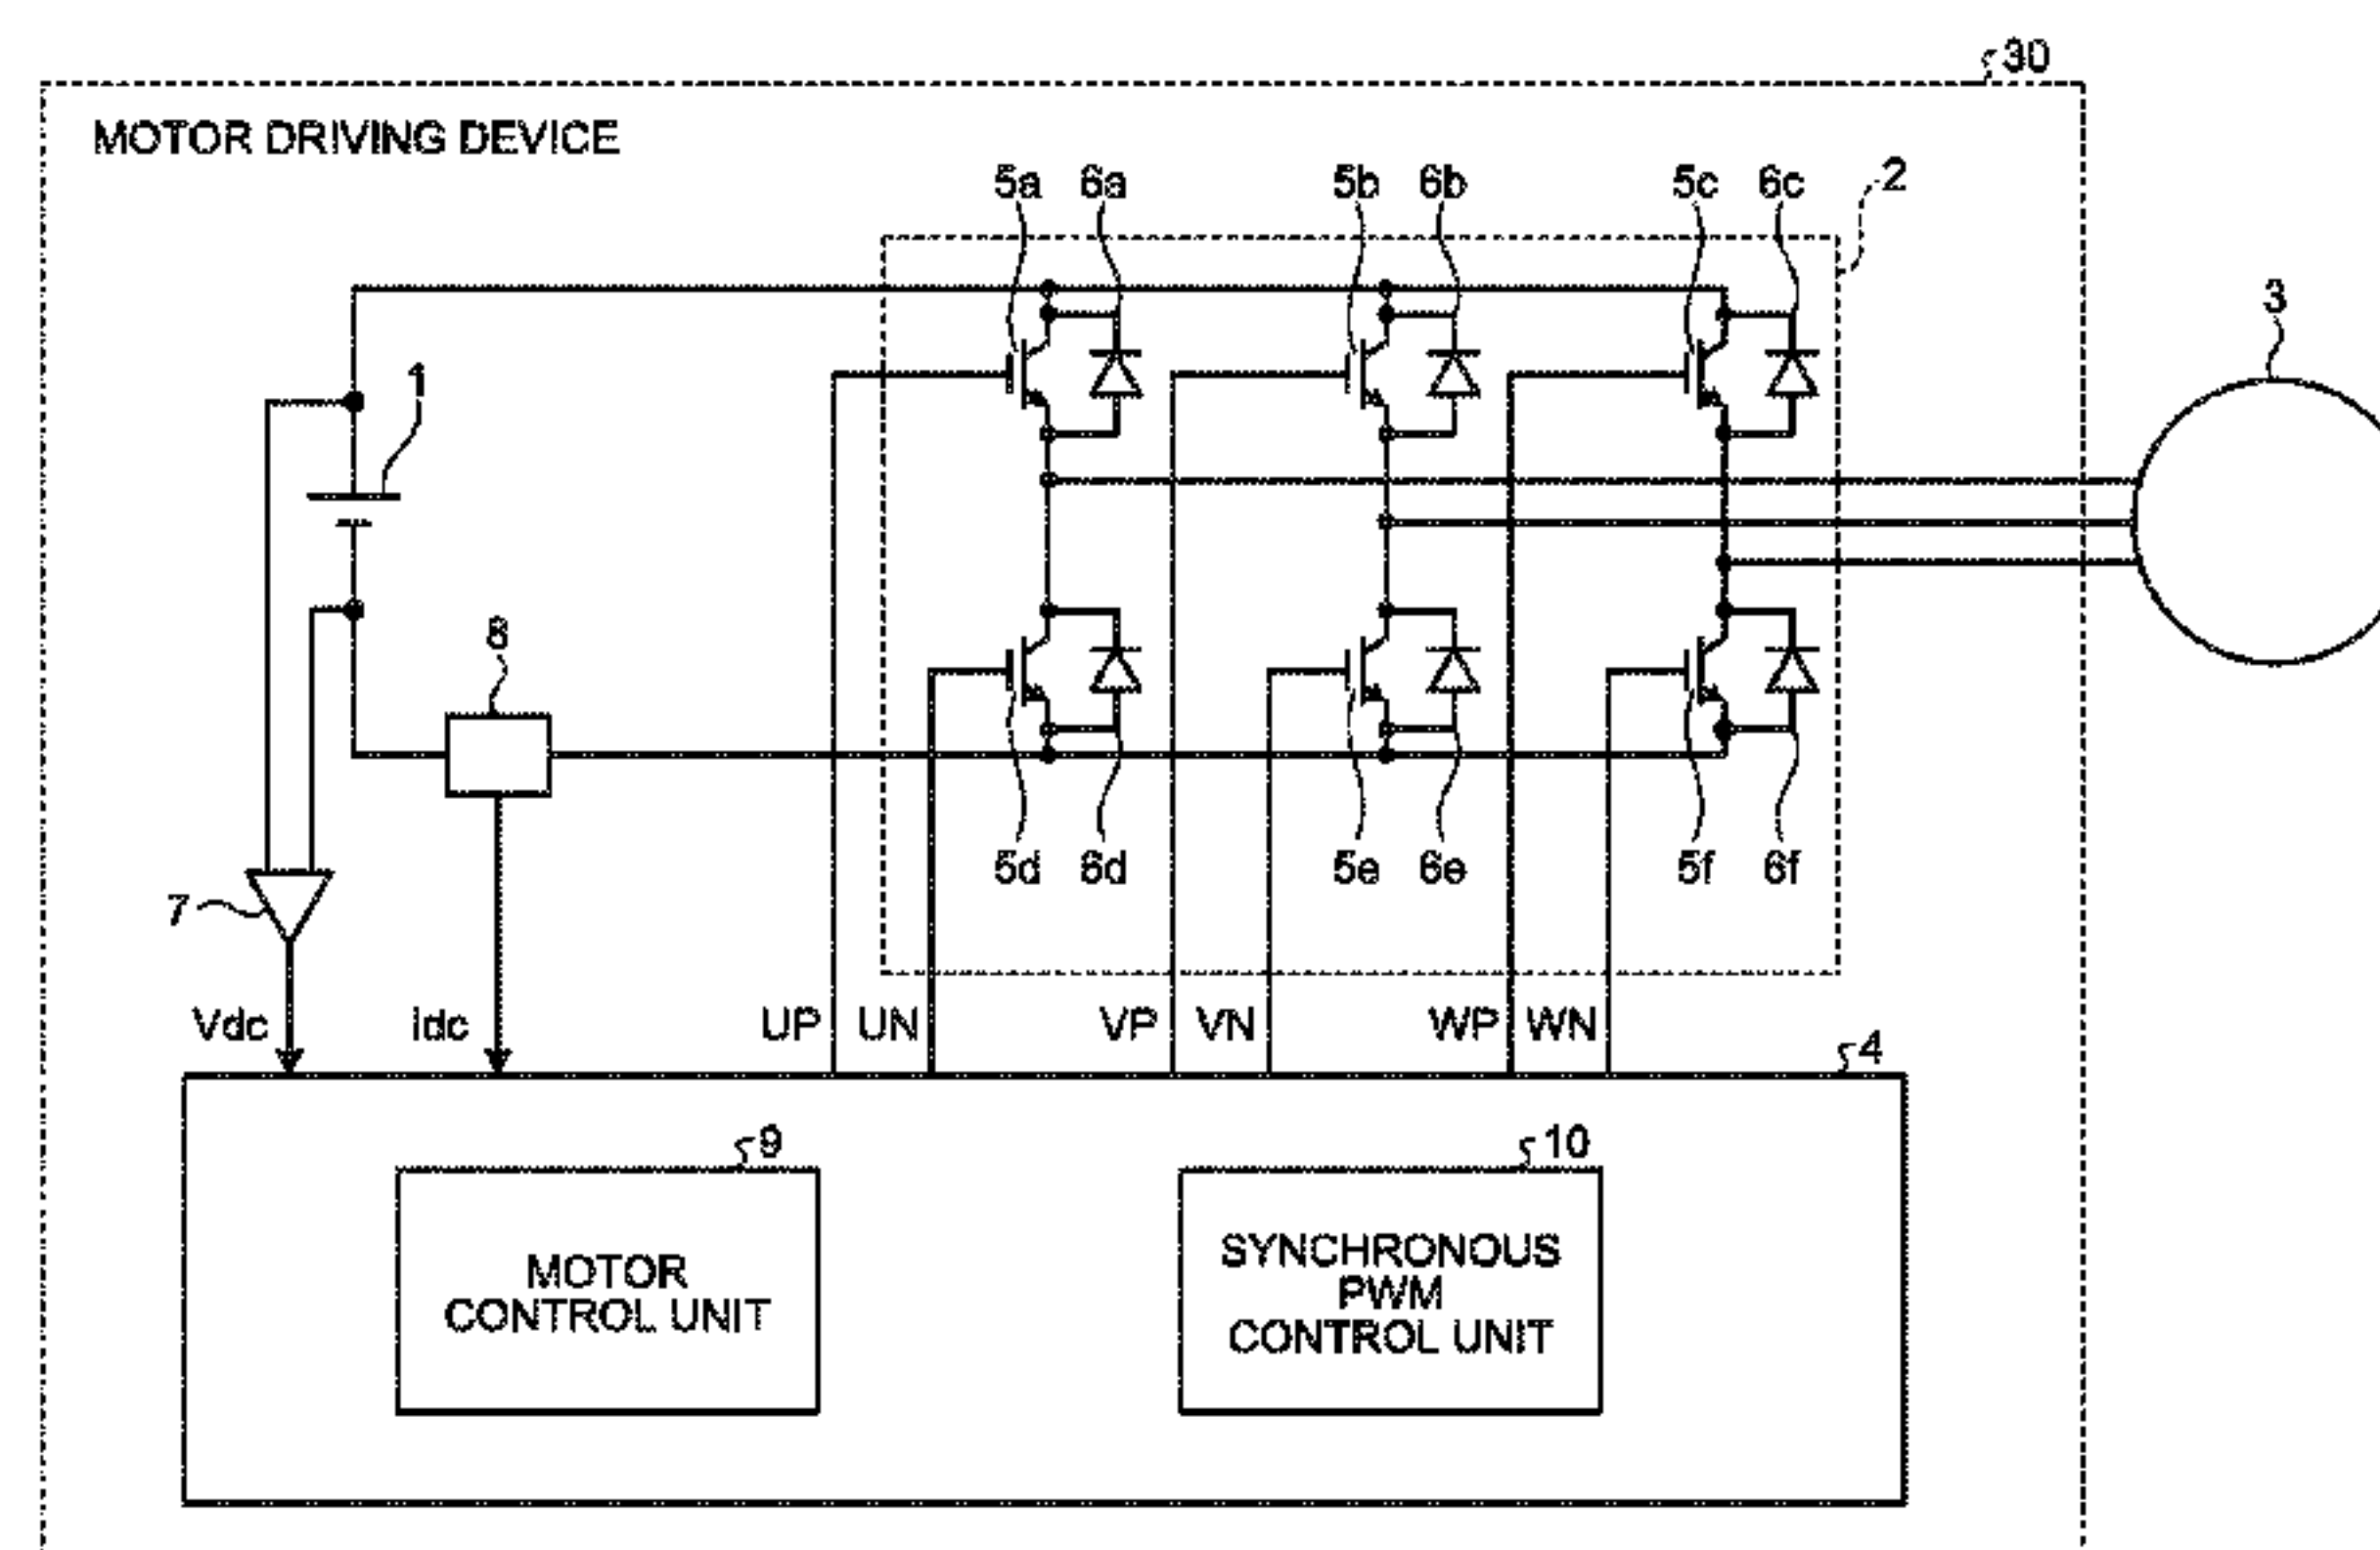 30
MOTOR DRIVING DEVICE
5a 6a 5b 6b 5c 6c 2
3
1
8
5d 6d 5e 6e 5f 6f
7
Vdc Idc UP UN VP VN WP WN
4
9 10
MOTOR
CONTROL UNIT
SYNCHRONOUS
PWM
CONTROL UNIT